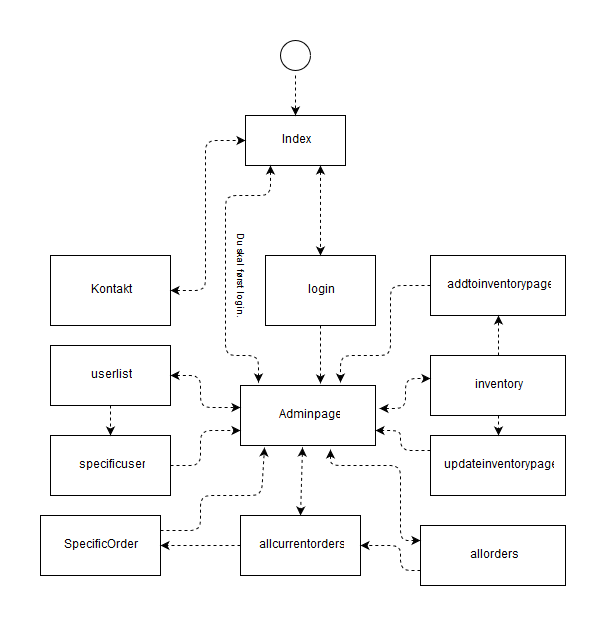 Index
Du skal først login.
Kontakt
login
addtoinventorypage
userlist
inventory
Adminpage
specificuser
updateinventorypage
SpecificOrder
allcurrentorders
allorders